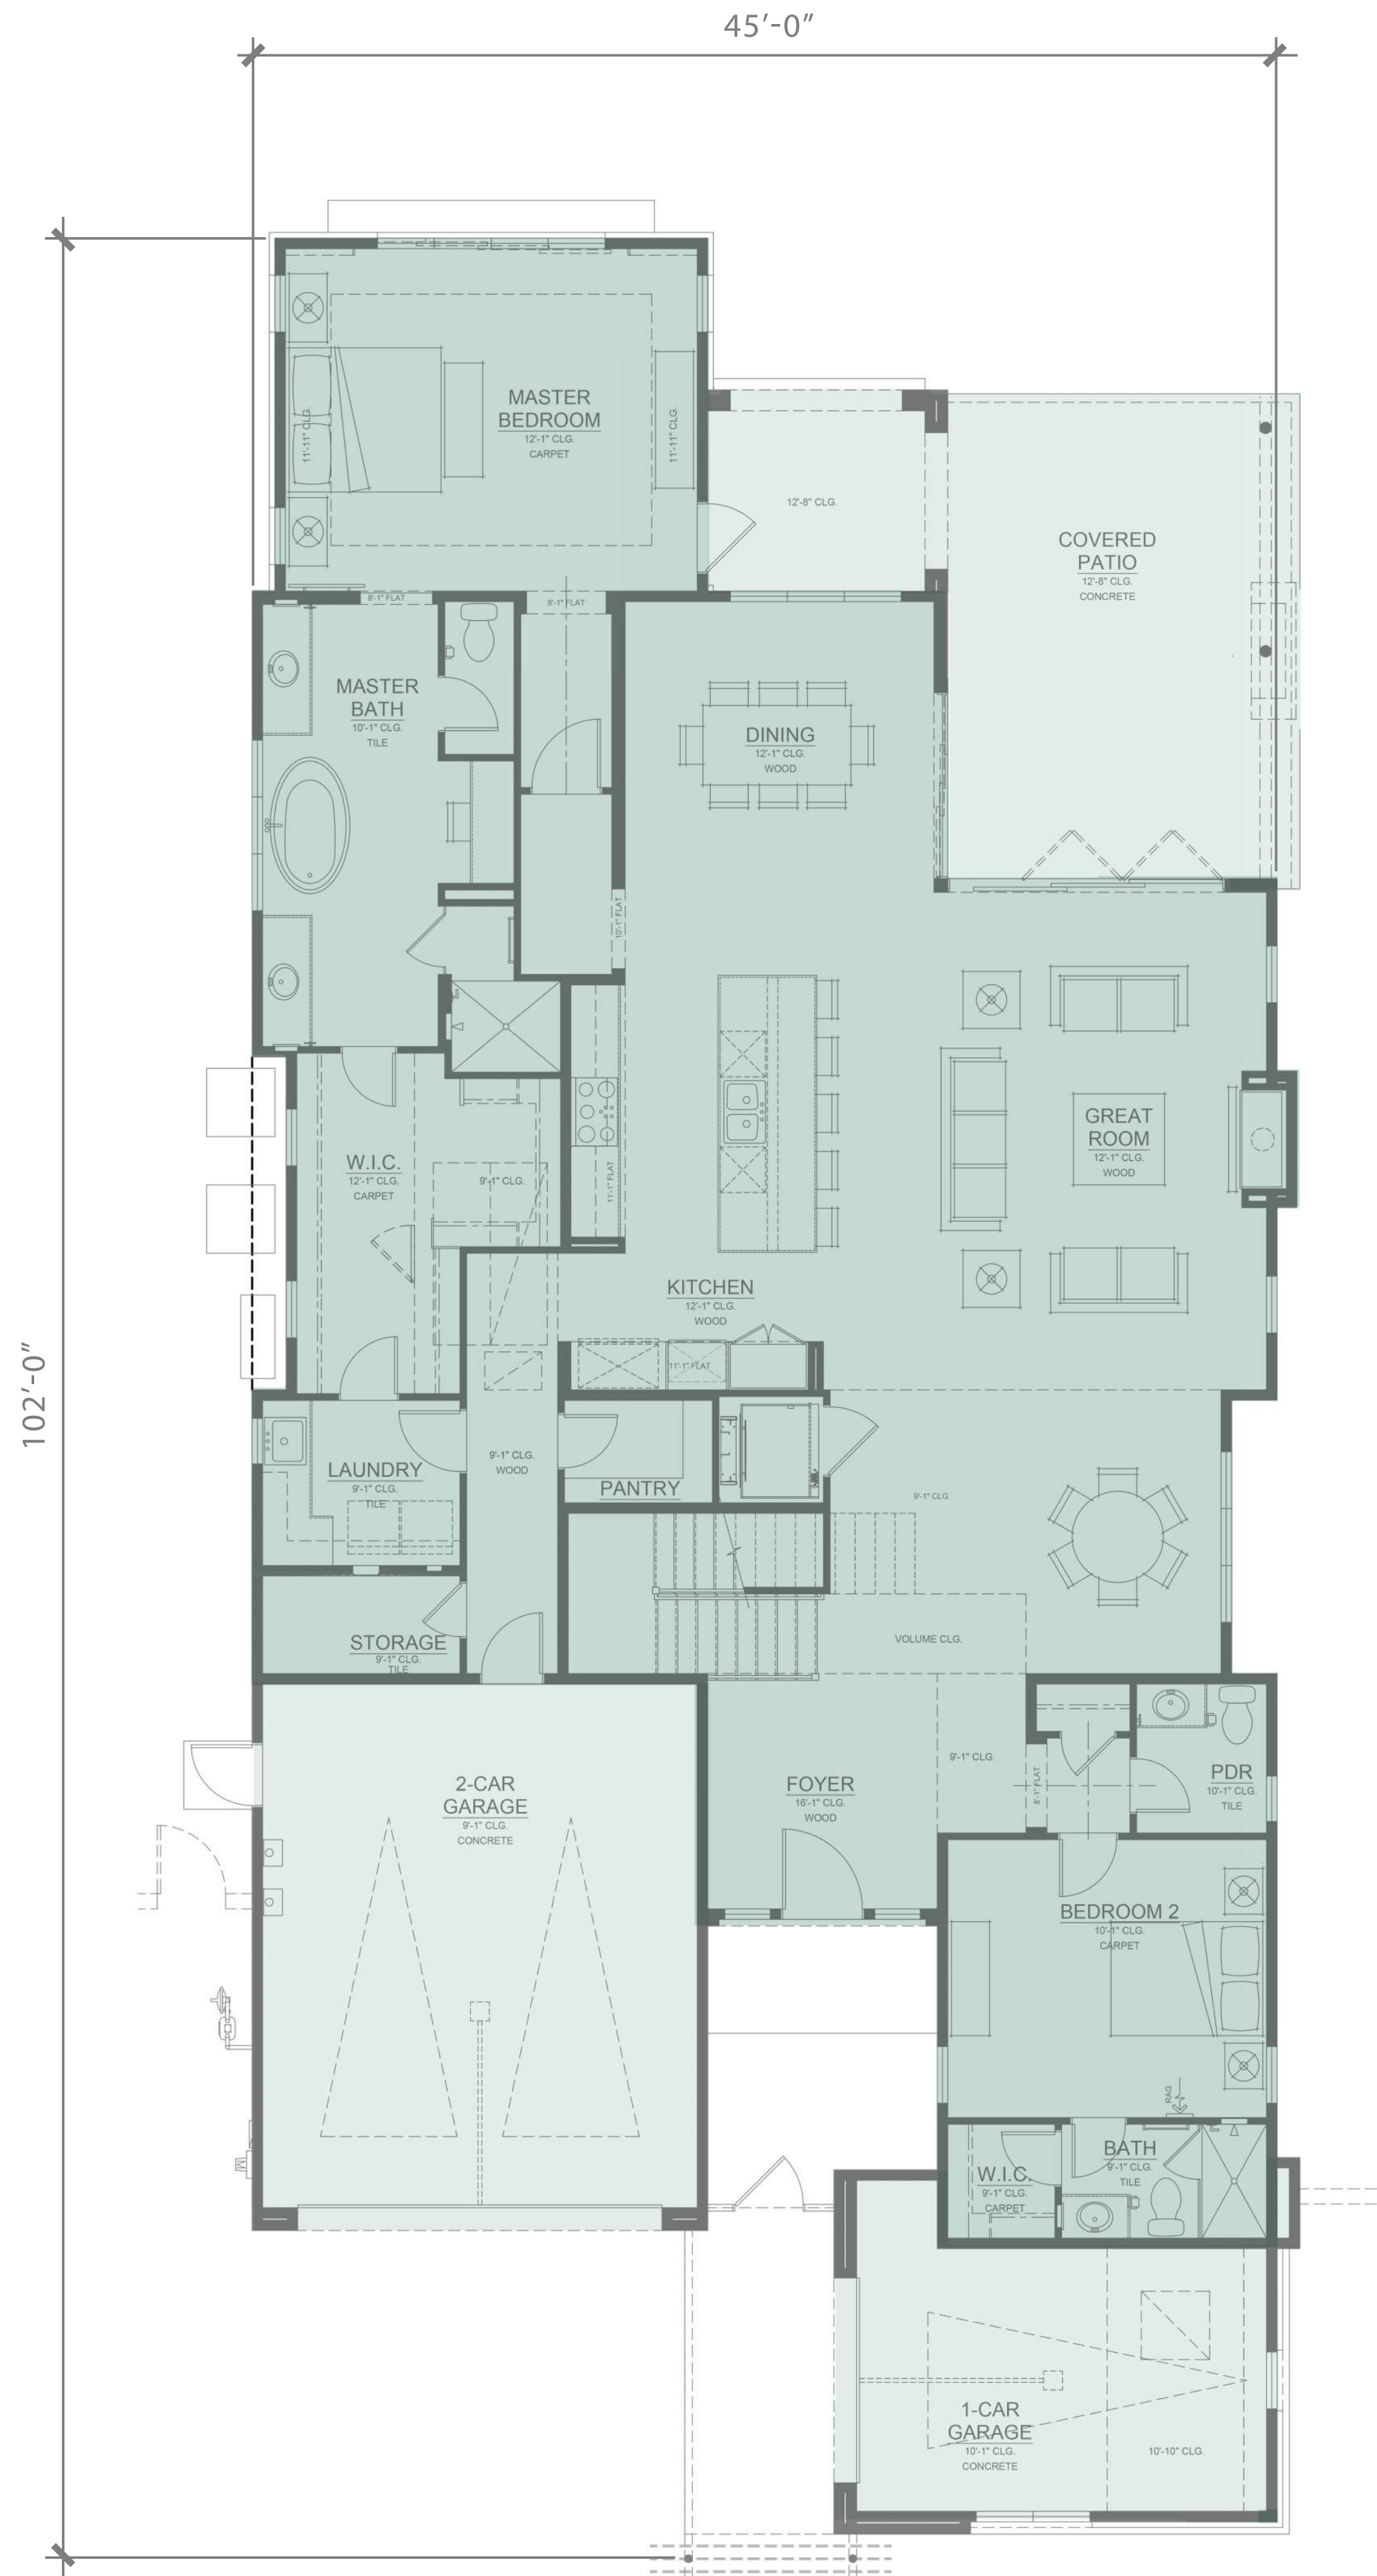 45'-0"
102'-0"
MASTER
BEDROOM
12'-1" CLG.
CARPET
11'-11" CLG.
11'-11" CLG.
12'-8" CLG.
COVERED
PATIO
12'-8" CLG.
CONCRETE
8'-1" FLAT
8'-1" FLAT
MASTER
BATH
10'-1" CLG.
TILE
DINING
12'-1" CLG.
WOOD
10'-1" FLAT
GREAT
ROOM
12'-1" CLG.
WOOD
W.I.C.
12'-1" CLG.
CARPET
9'-1" CLG.
11'-1" FLAT
KITCHEN
12'-1" CLG.
WOOD
11'-1" FLAT
LAUNDRY
9'-1" CLG.
TILE
9'-1" CLG.
WOOD
PANTRY
9'-1" CLG.
STORAGE
9'-1" CLG.
TILE
VOLUME CLG.
2-CAR
GARAGE
9'-1" CLG.
CONCRETE
FOYER
16'-1" CLG.
WOOD
9'-1" CLG.
8'-1" FLAT
PDR
10'-1" CLG.
TILE
BEDROOM 2
10'-1" CLG.
CARPET
RAG
W.I.C.
9'-1" CLG.
CARPET
BATH
9'-1" CLG.
TILE
M
1-CAR
GARAGE
10'-1" CLG.
CONCRETE
10'-10" CLG.